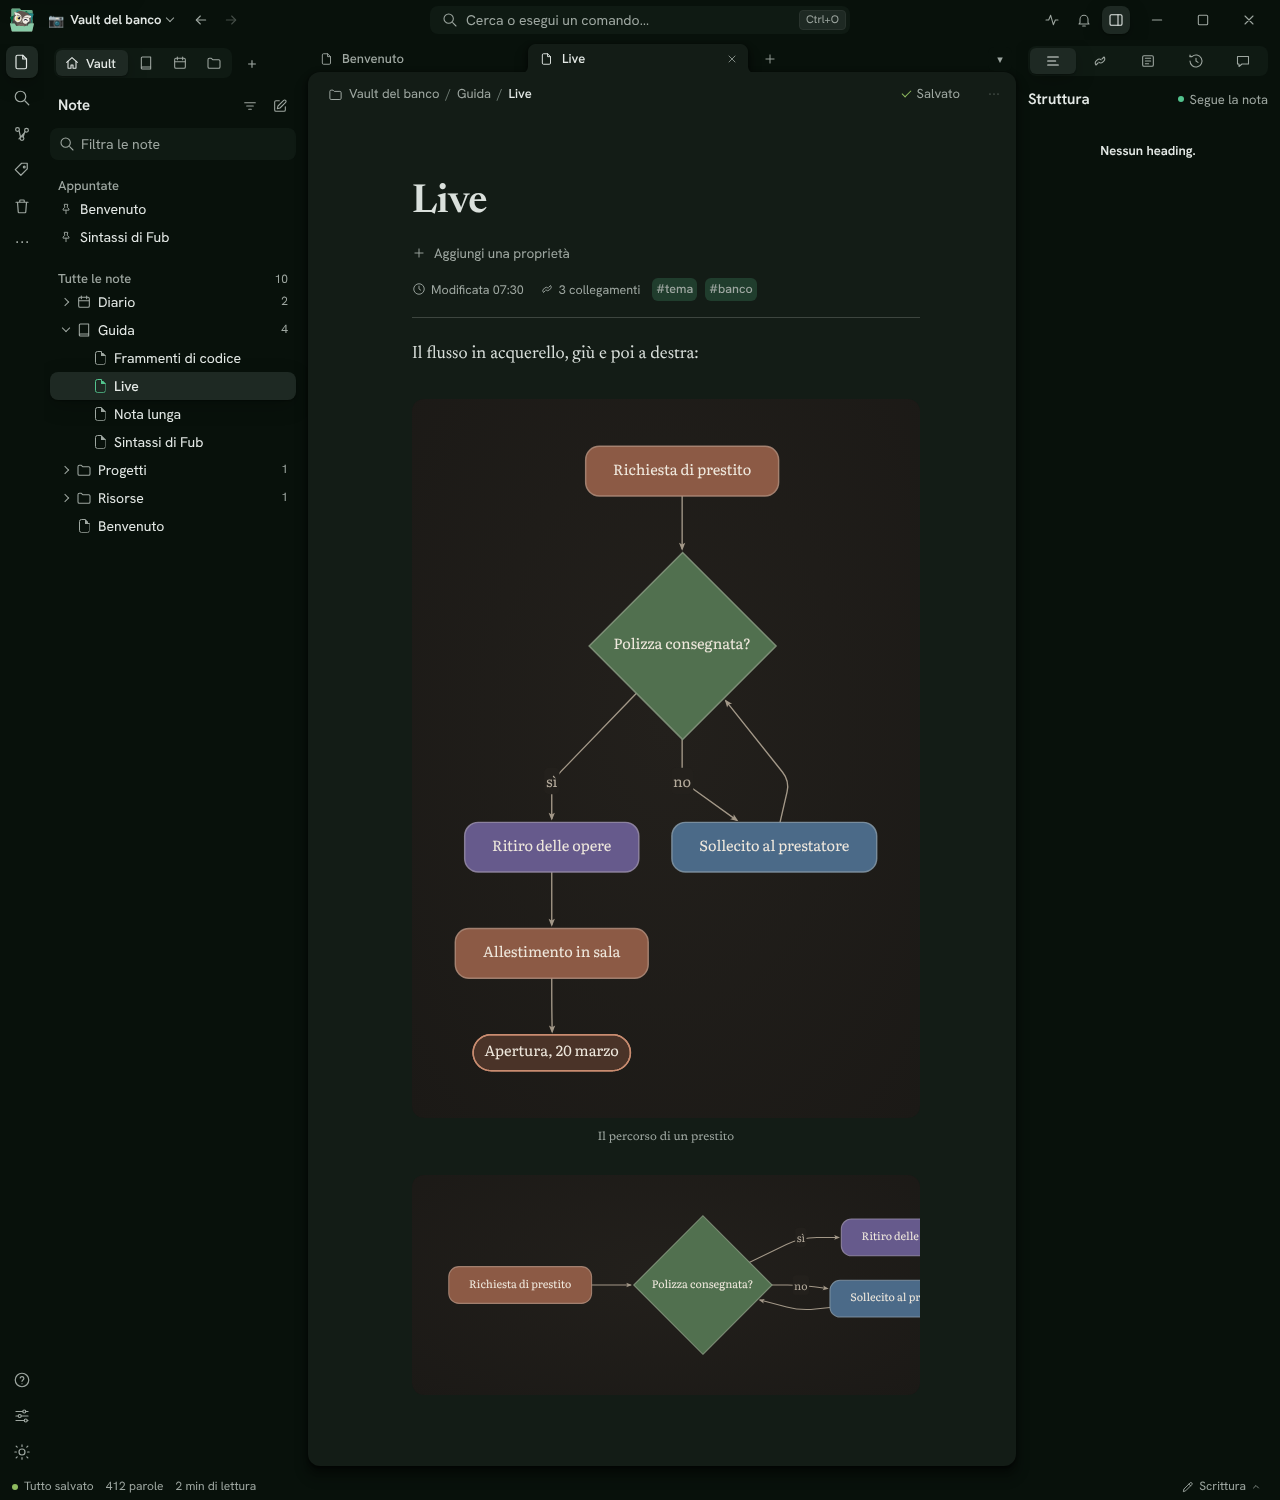 Vault del banco
Cerca o esegui un comando...
Ctrl+O
Vault
Benvenuto
Live
Note
Filtra le note
Appuntate
Benvenuto
Sintassi di Fub
Tutte le note 10
Diario 2
Guida 4
Frammenti di codice
Live
Nota lunga
Sintassi di Fub
Progetti 1
Risorse 1
Benvenuto
Vault del banco / Guida / Live
Salvato
Live
Aggiungi una proprietà
Modificata 07:30 3 collegamenti #tema #banco
Il flusso in acquerello, giù e poi a destra:
Richiesta di prestito
Polizza consegnata?
sì
no
Ritiro delle opere
Sollecito al prestatore
Allestimento in sala
Apertura, 20 marzo
Il percorso di un prestito
Richiesta di prestito
Polizza consegnata?
sì
no
Ritiro delle
Sollecito al pr
Struttura
Segue la nota
Nessun heading.
Tutto salvato 412 parole 2 min di lettura
Scrittura